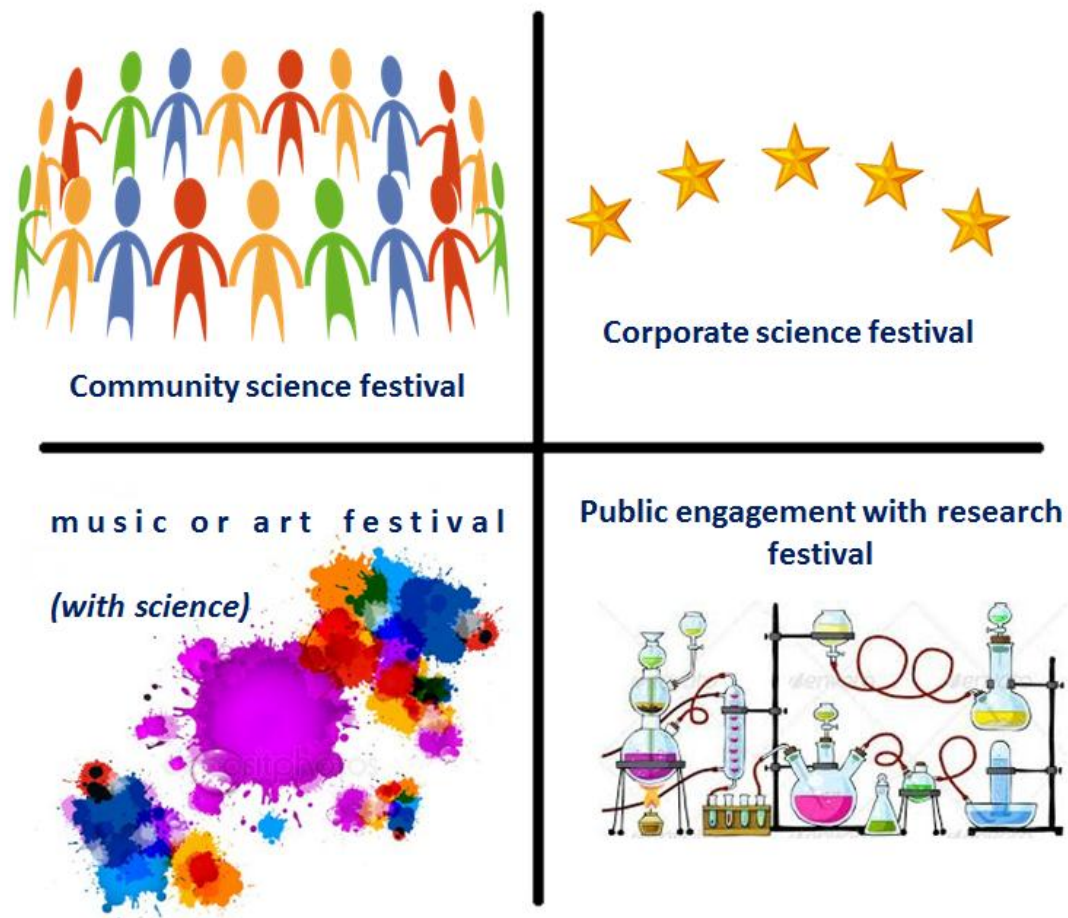 Community science festival
Corporate science festival
music or art festival
(with science)
Public engagement with research
festival